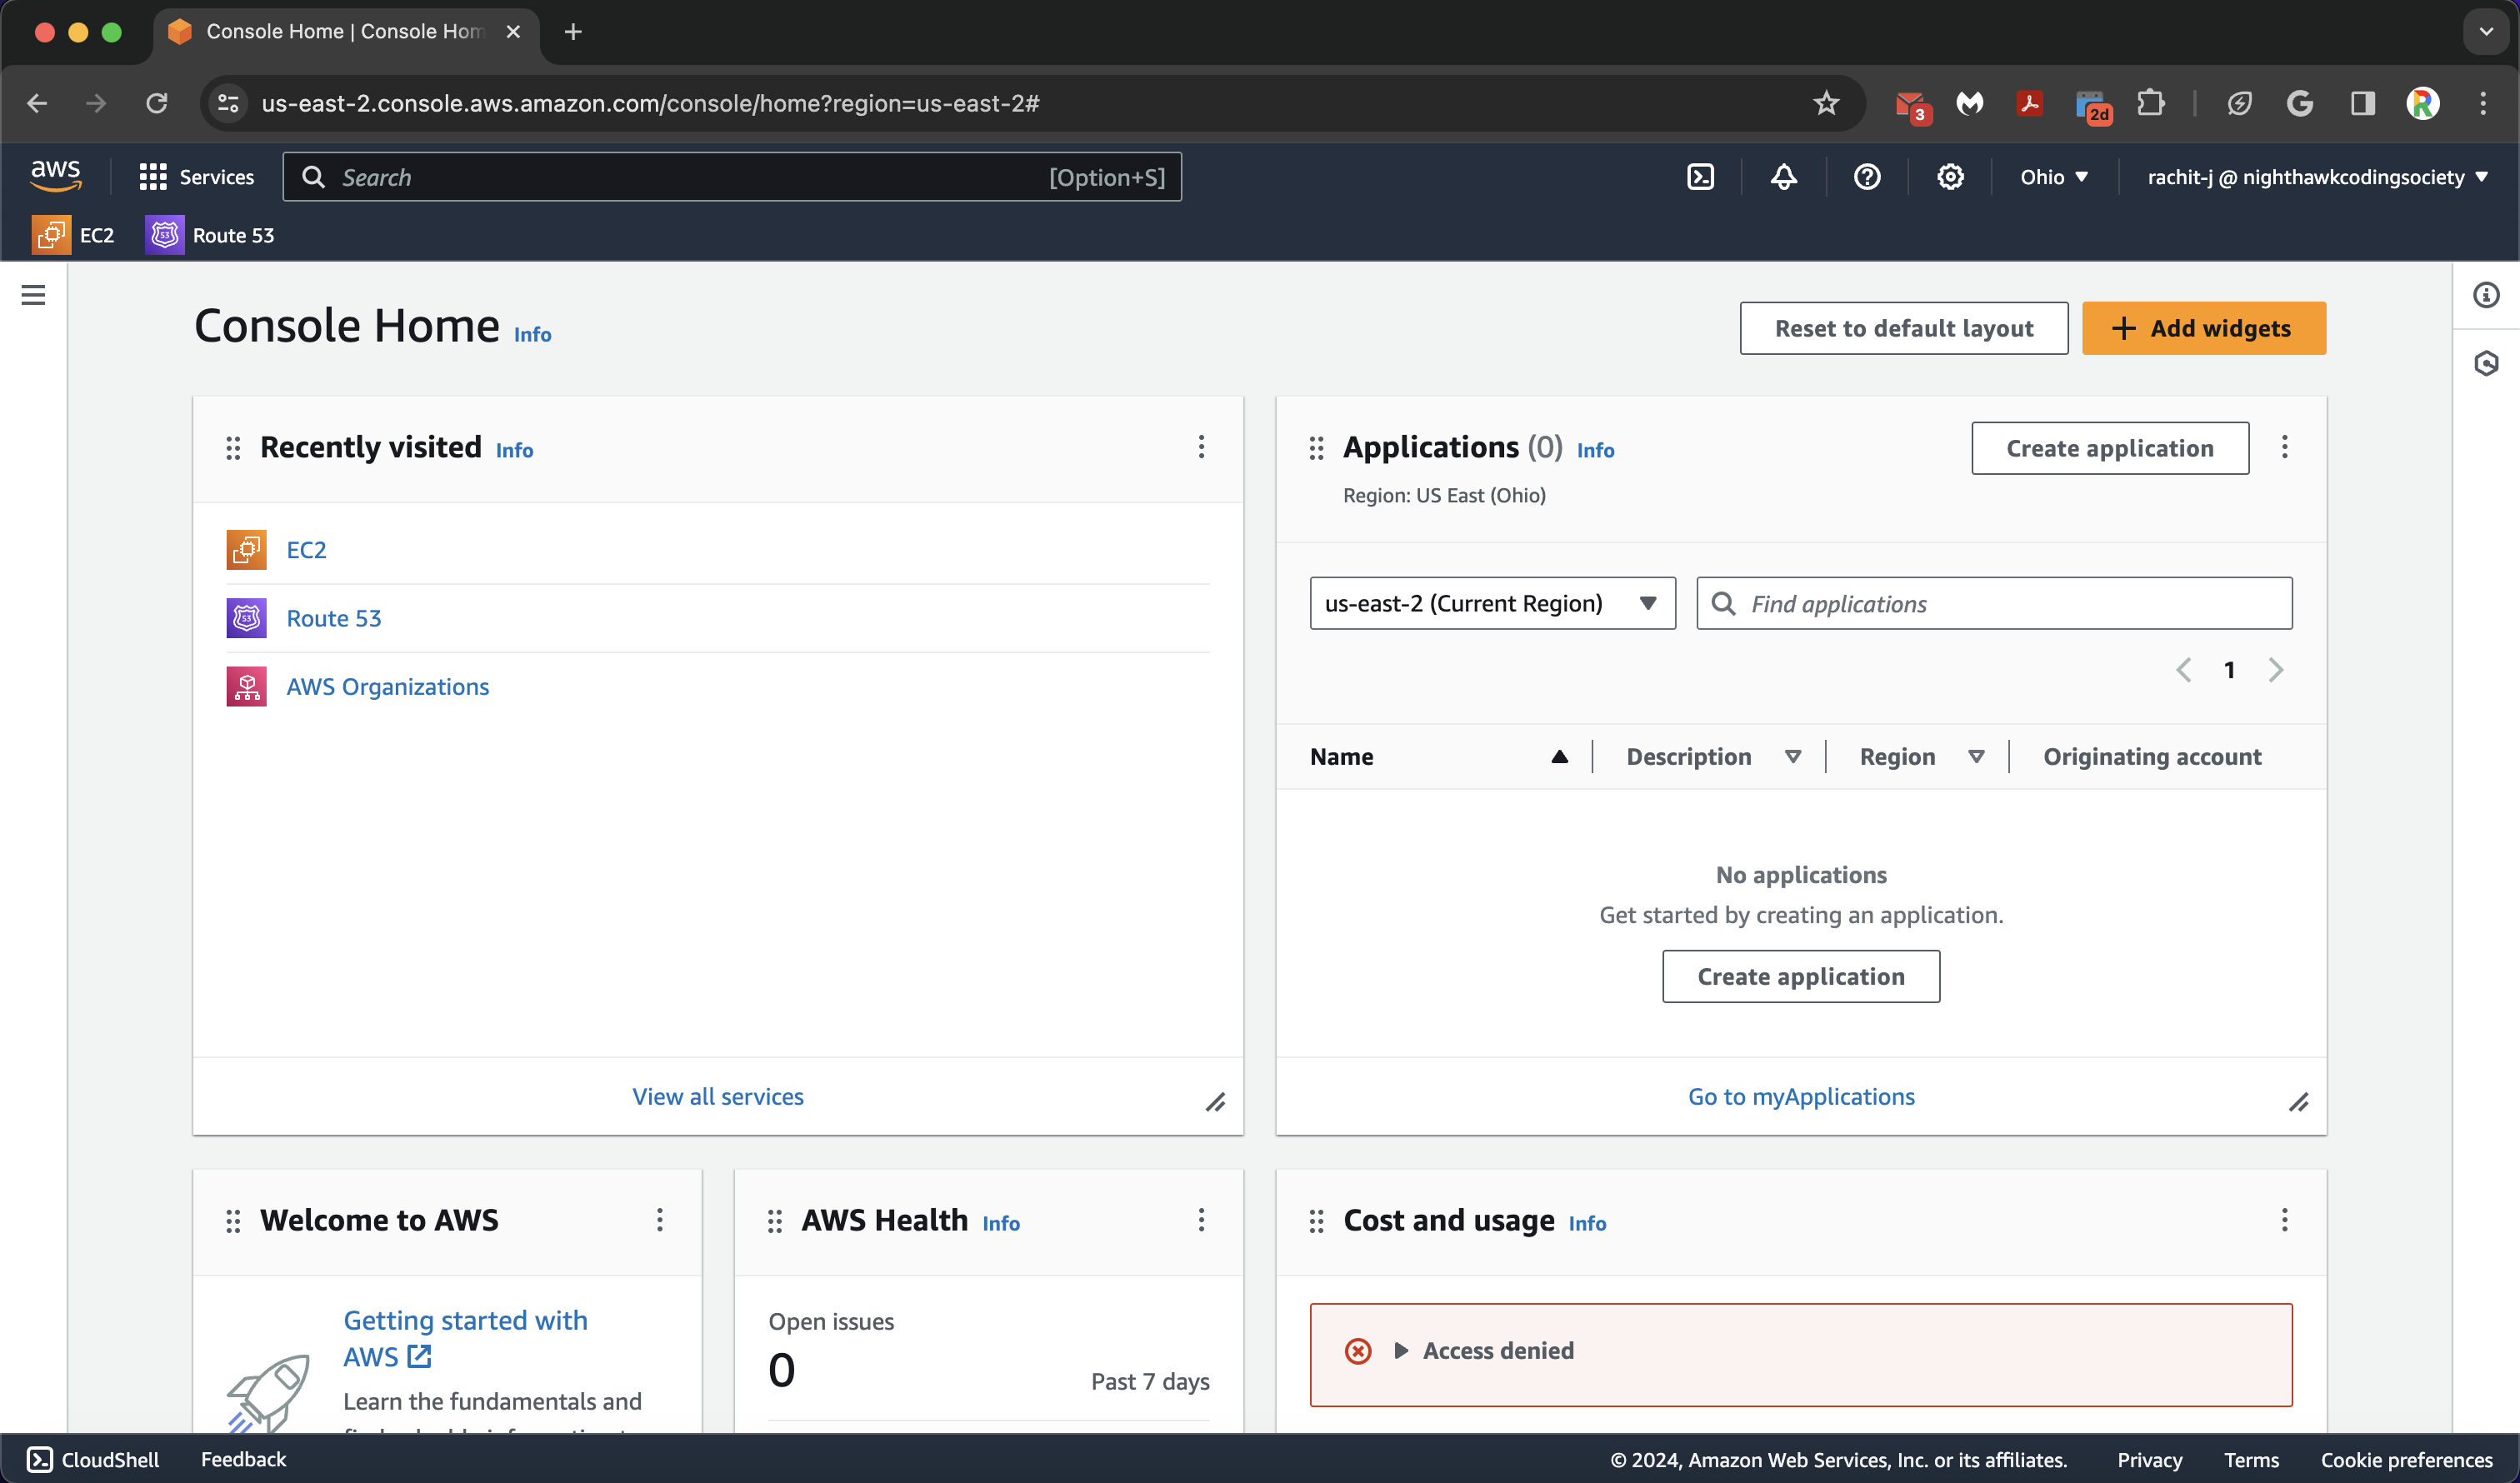 Console Home | Console Hom
us-east-2.console.aws.amazon.com/console/home?region=us-east-2#
3
2d
R
aws
Services
Search
[Option+S]
Ohio
rachit-j @ nighthawkcodingsociety
EC2
53
Route 53
Console Home Info
Reset to default layout
+ Add widgets
Recently visited Info
EC2
53
Route 53
AWS Organizations
View all services
Applications (0) Info
Create application
Region: US East (Ohio)
us-east-2 (Current Region)
Find applications
1
Name
Description
Region
Originating account
No applications
Get started by creating an application.
Create application
Go to myApplications
Welcome to AWS
Getting started with
AWS
Learn the fundamentals and
AWS Health Info
Open issues
0
Past 7 days
Cost and usage Info
Access denied
CloudShell
Feedback
© 2024, Amazon Web Services, Inc. or its affiliates.
Privacy
Terms
Cookie preferences